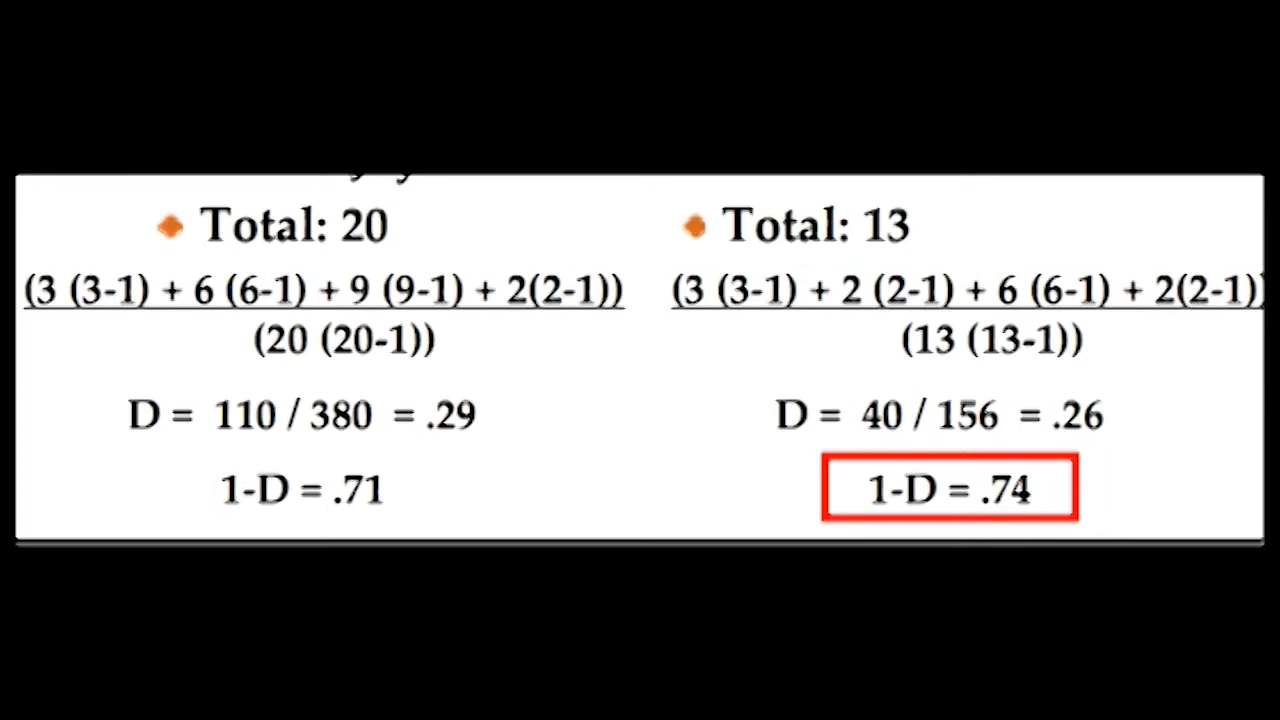 Total: 20
(3 (3-1) + 6 (6-1) + 9 (9-1) + 2(2-1))
(20 (20-1))
D = 110 / 380 = .29
1-D = .71
Total: 13
(3 (3-1) + 2 (2-1) + 6 (6-1) + 2(2-1))
(13 (13-1))
D = 40 / 156 = .26
1-D = .74